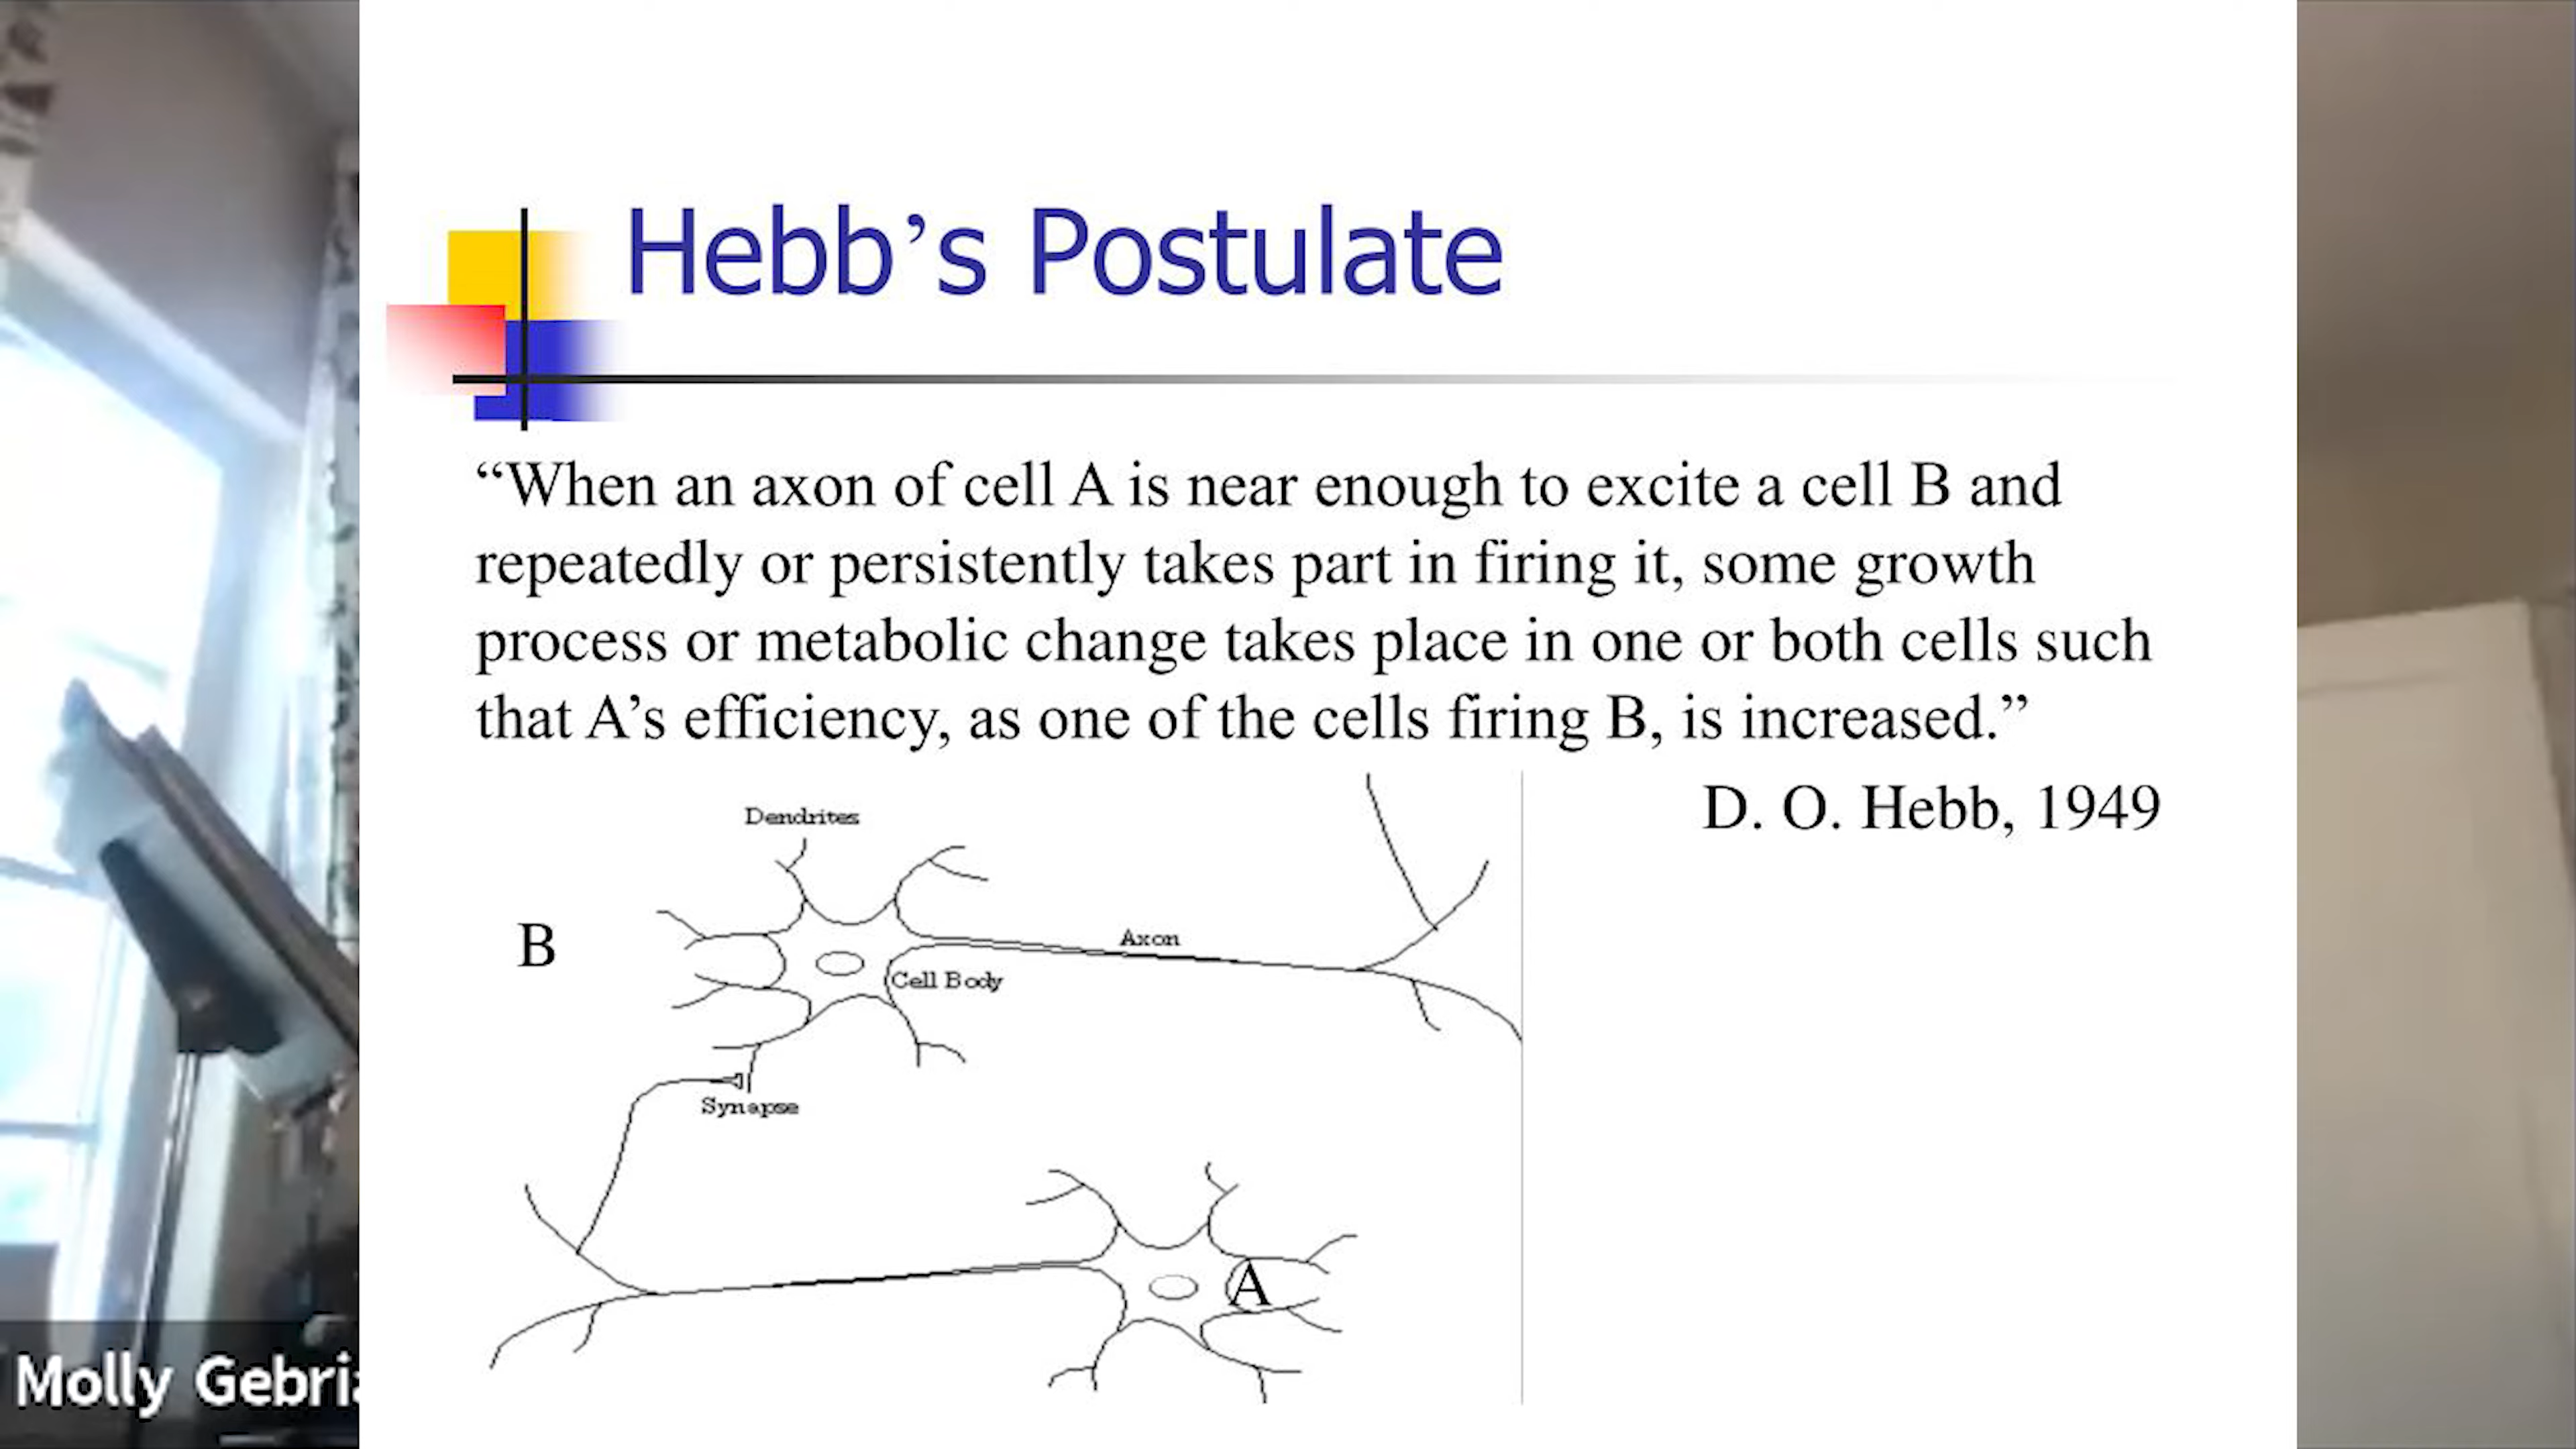 Hebb’s Postulate
“When an axon of cell A is near enough to excite a cell B and
repeatedly or persistently takes part in firing it, some growth
process or metabolic change takes place in one or both cells such
that A’s efficiency, as one of the cells firing B, is increased.”
D. O. Hebb, 1949
Dendrites
B
Axon
Cell Body
Synapse
A
Molly Gebria